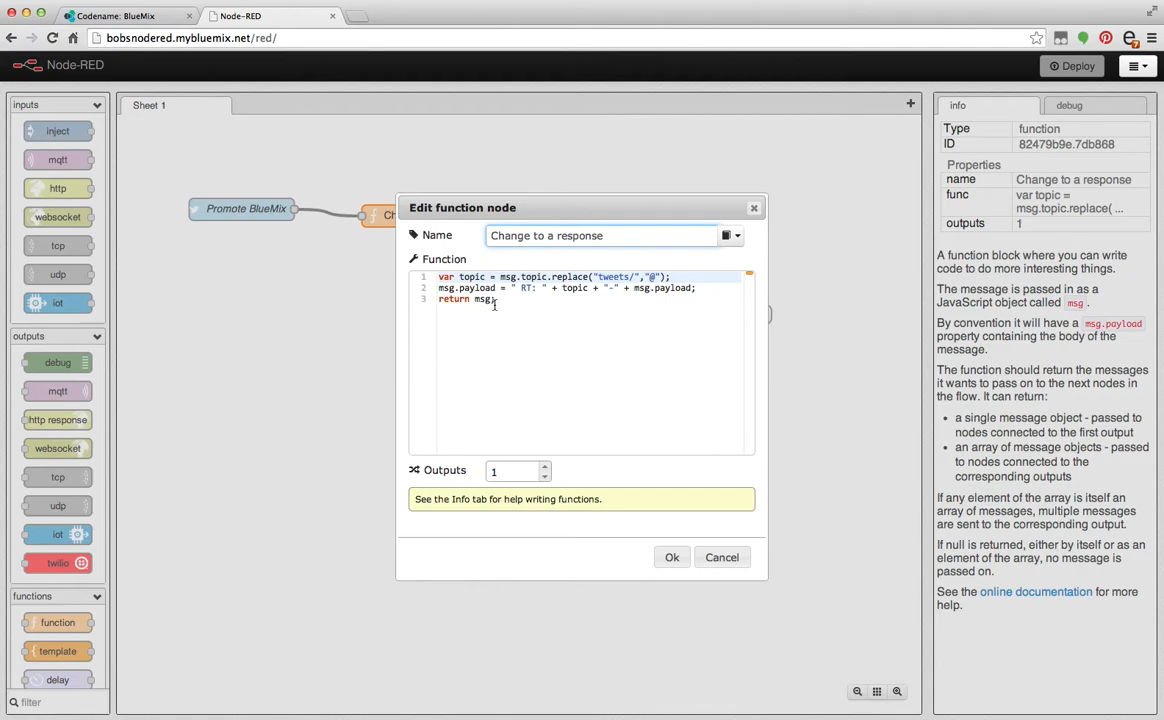 Codename: BlueMix
Node-RED
bobsnodered.mybluemix.net/red/
Node-RED
Deploy
inputs
inject
mqtt
http
websocket
tcp
udp
iot
outputs
debug
mqtt
http response
websocket
tcp
udp
iot
twilio
functions
function
template
delay
filter
Sheet 1
Promote BlueMix
Edit function node
Name
Change to a response
Function
1 var topic = msg.topic.replace("tweets/","@");
2 msg.payload = " RT: " + topic + "-" + msg.payload;
3 return msg;
Outputs
1
See the Info tab for help writing functions.
Ok
Cancel
info
debug
Type function
ID 82479b9e.7db868
Properties
name Change to a response
func var topic =
msg.topic.replace( ...
outputs 1
A function block where you can write
code to do more interesting things.
The message is passed in as a
JavaScript object called msg .
By convention it will have a msg.payload
property containing the body of the
message.
The function should return the messages
it wants to pass on to the next nodes in
the flow. It can return:
• a single message object - passed to
nodes connected to the first output
• an array of message objects - passed
to nodes connected to the
corresponding outputs
If any element of the array is itself an
array of messages, multiple messages
are sent to the corresponding output.
If null is returned, either by itself or as an
element of the array, no message is
passed on.
See the online documentation for more
help.